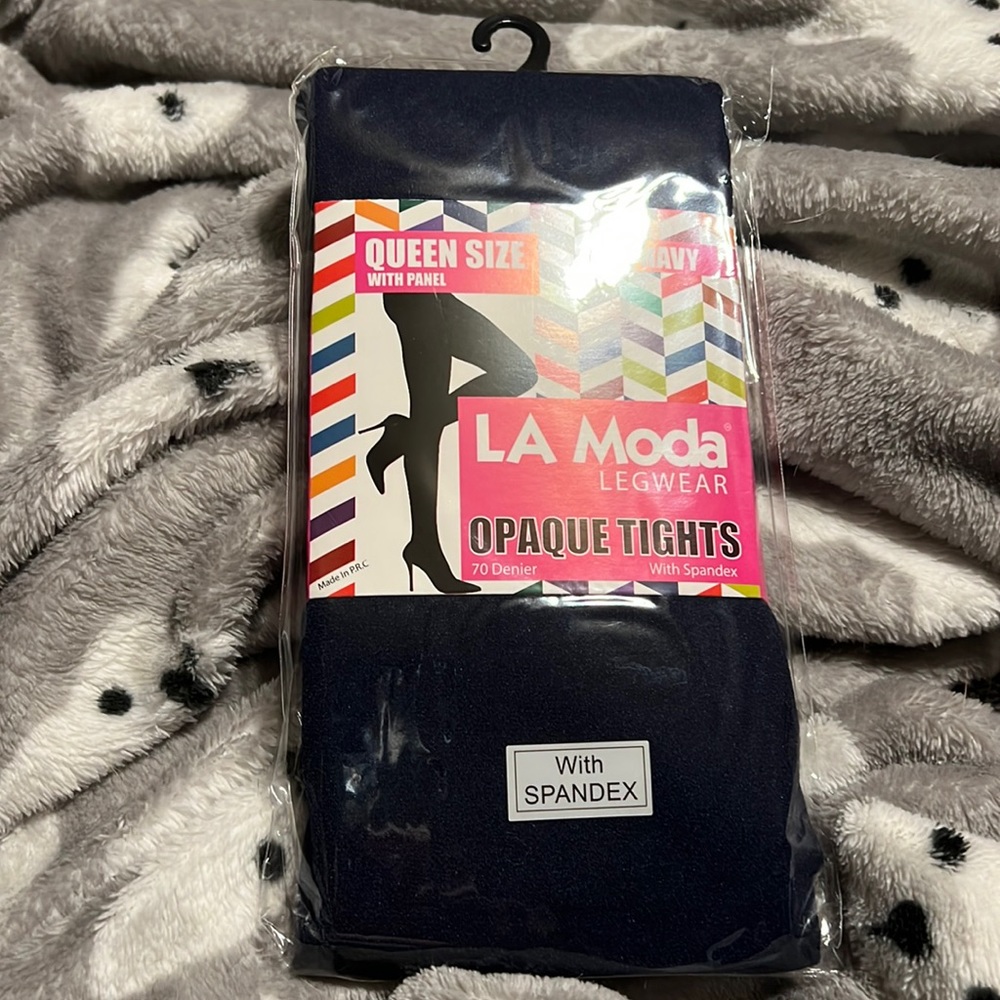 QUEEN SIZE
WITH PANEL
LA Moda®
LEGWEAR
OPAQUE TIGHTS
70 Denier With Spandex
Made In P.R.C
With
SPANDEX